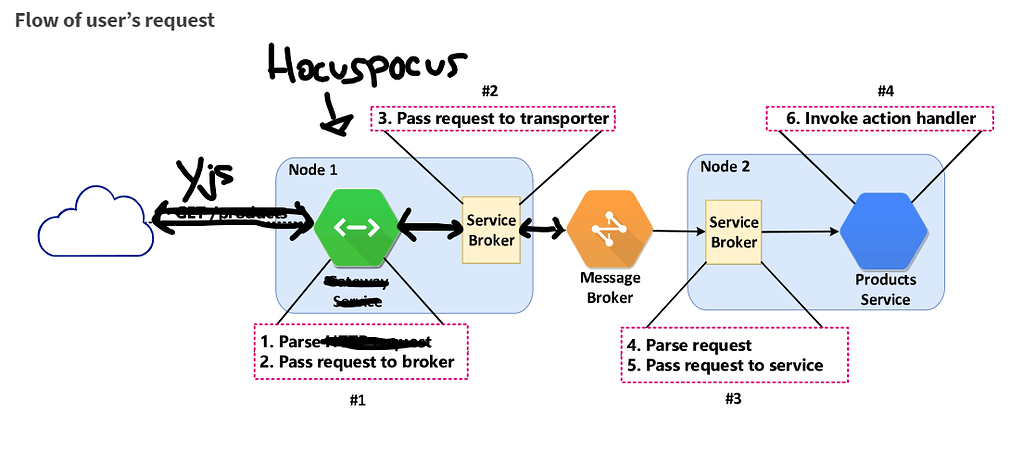 Flow of user's request
Hocuspocus
#2
#4
3. Pass request to transporter
6. Invoke action handler
Yjs
Node 1
Node 2
GET /products
Service
Broker
Service
Broker
Message
Broker
Products
Service
Gateway
Service
1. Parse HTTP request
2. Pass request to broker
4. Parse request
5. Pass request to service
#1
#3